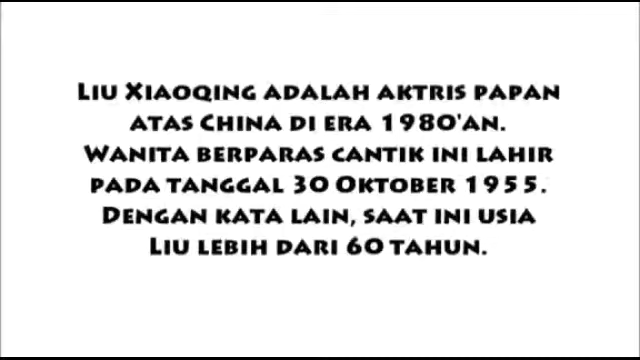 Liu Xiaoqing adalah aktris papan
atas China di era 1980'an.
Wanita berparas cantik ini lahir
pada tanggal 30 Oktober 1955.
Dengan kata lain, saat ini usia
Liu lebih dari 60 tahun.